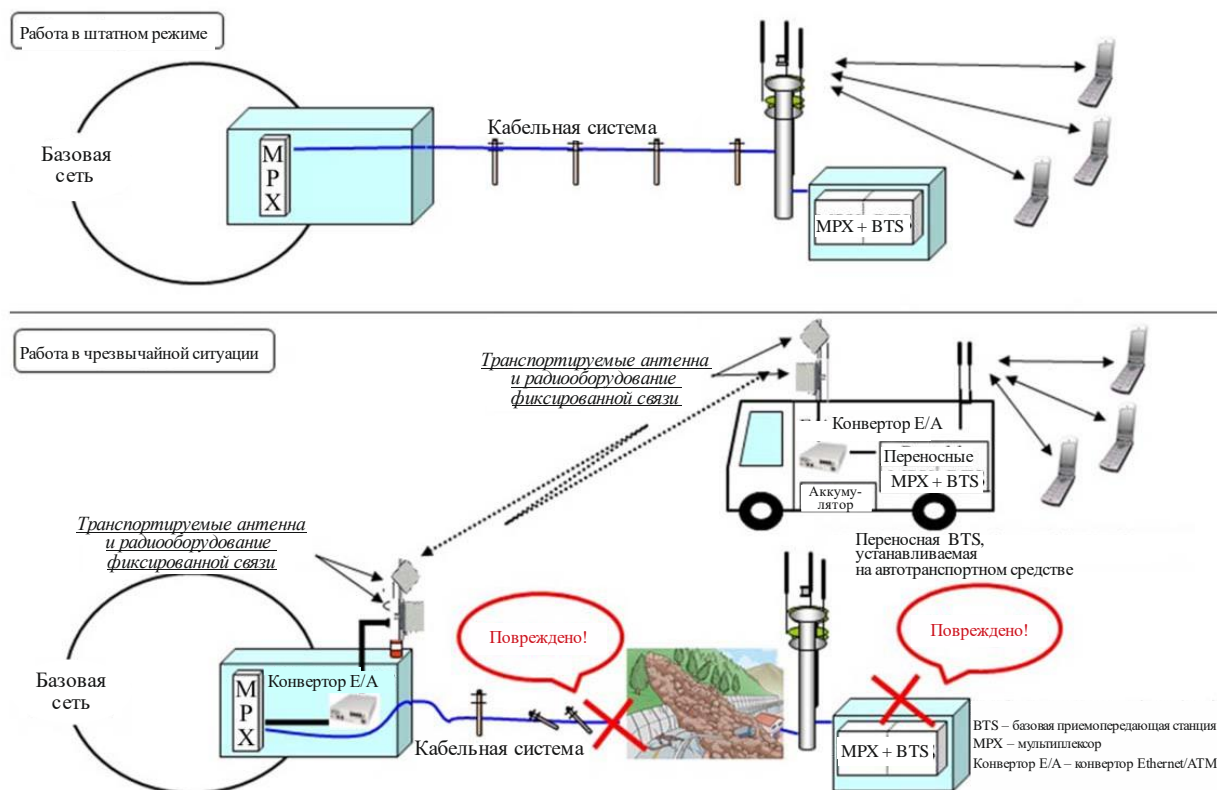 Работа в штатном режиме
Базовая
сеть
M
P
X
Кабельная система
MPX + BTS
Работа в чрезвычайной ситуации
Транспортируемые антенна
и радиооборудование
фиксированной связи
Конвертор E/A
Переносные
MPX + BTS
Аккуму-
лятор
Переносная BTS,
устанавливаемая
на автотранспортном средстве
Транспортируемые антенна
и радиооборудование
фиксированной связи
Базовая
сеть
M
P
X
Конвертор E/A
Кабельная система
Повреждено!
Повреждено!
MPX + BTS
BTS – базовая приемопередающая станция
MPX – мультиплексор
Конвертор E/A – конвертор Ethernet/ATM